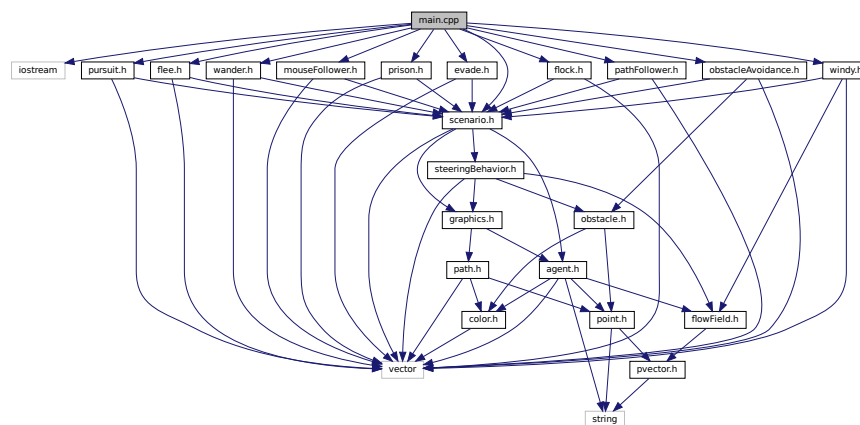 main.cpp
iostream
pursuit.h
flee.h
wander.h
mouseFollower.h
prison.h
evade.h
flock.h
pathFollower.h
obstacleAvoidance.h
windy.h
scenario.h
steeringBehavior.h
graphics.h
obstacle.h
path.h
agent.h
color.h
point.h
flowField.h
vector
pvector.h
string